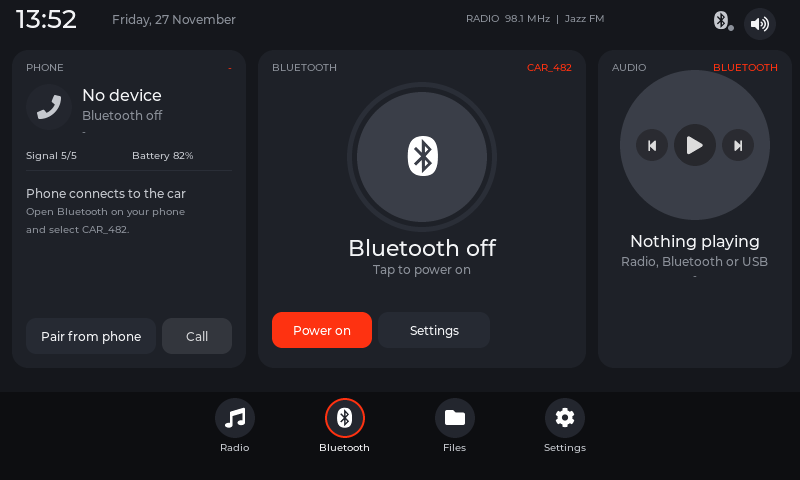 13:52
Friday, 27 November
RADIO 98.1 MHz | Jazz FM
PHONE
-
No device
Bluetooth off
-
Signal 5/5
Battery 82%
Phone connects to the car
Open Bluetooth on your phone
and select CAR_482.
Pair from phone
Call
BLUETOOTH
CAR_482
Bluetooth off
Tap to power on
Power on
Settings
AUDIO
BLUETOOTH
Nothing playing
Radio, Bluetooth or USB
-
Radio
Bluetooth
Files
Settings